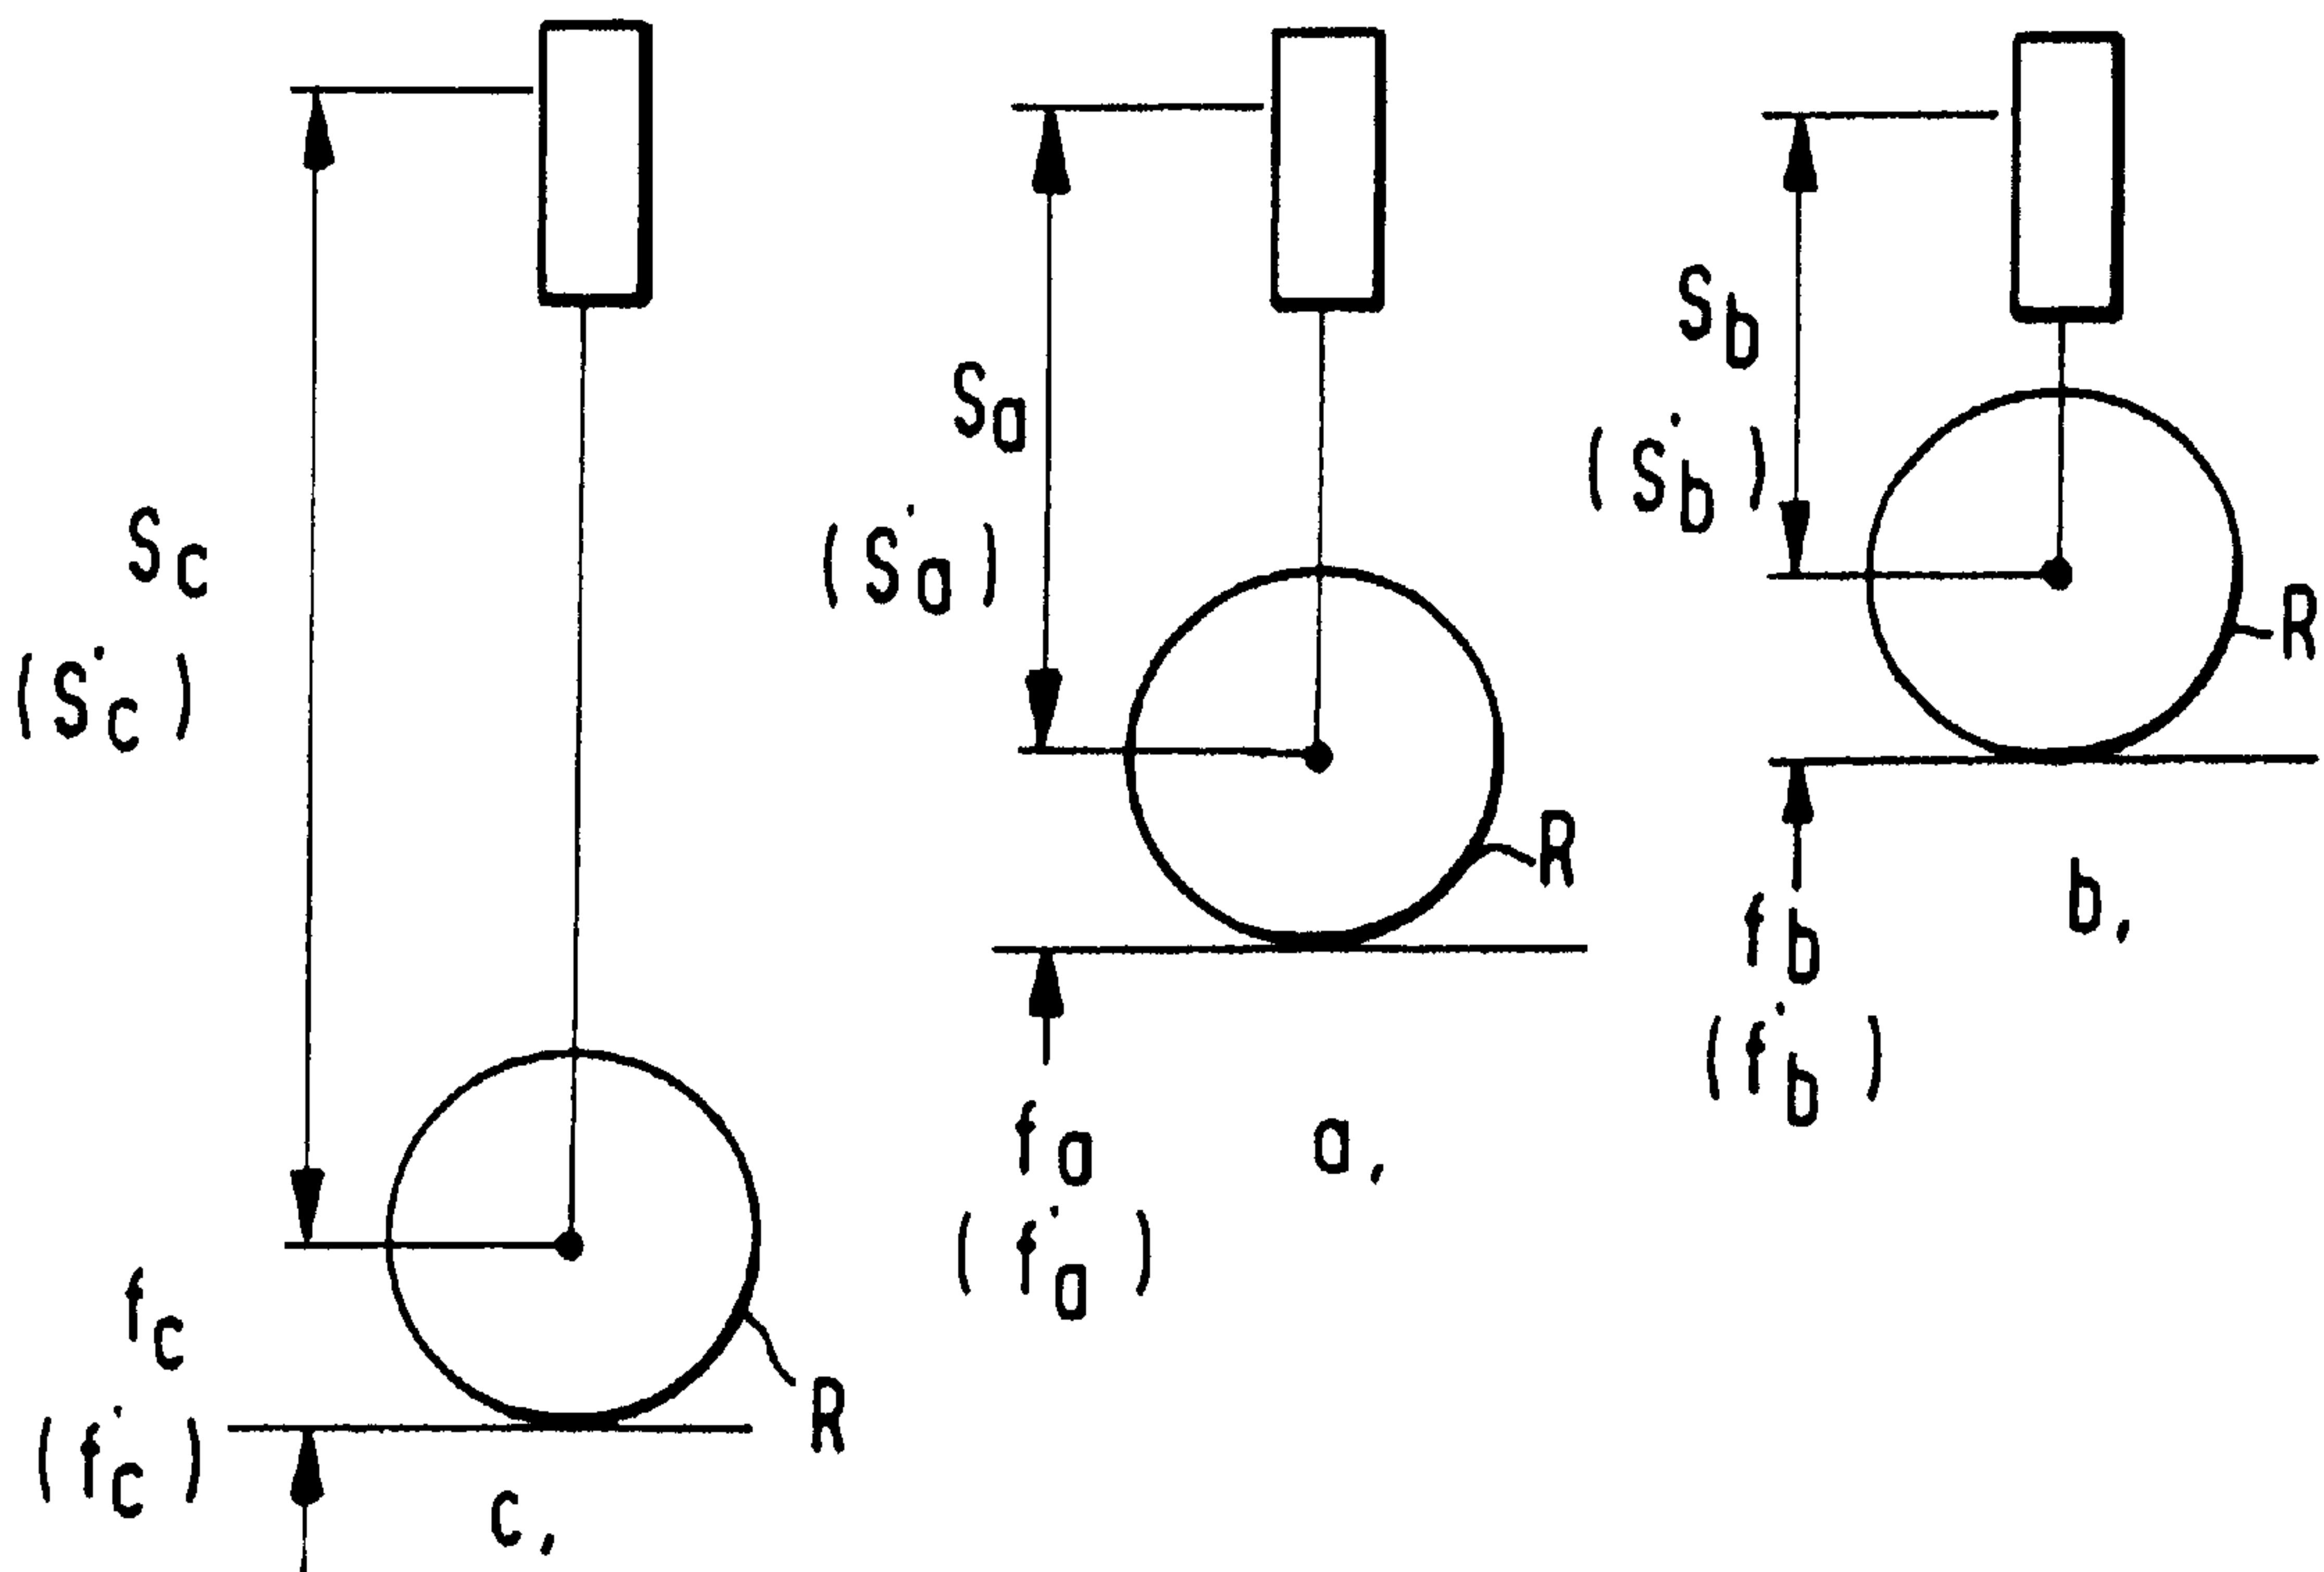 Sc
(S'c)
fc
(f'c)
R
c,
Sa
(S'a)
R
fa
(f'a)
a,
Sb
(S'b)
R
fb
(f'b)
b,